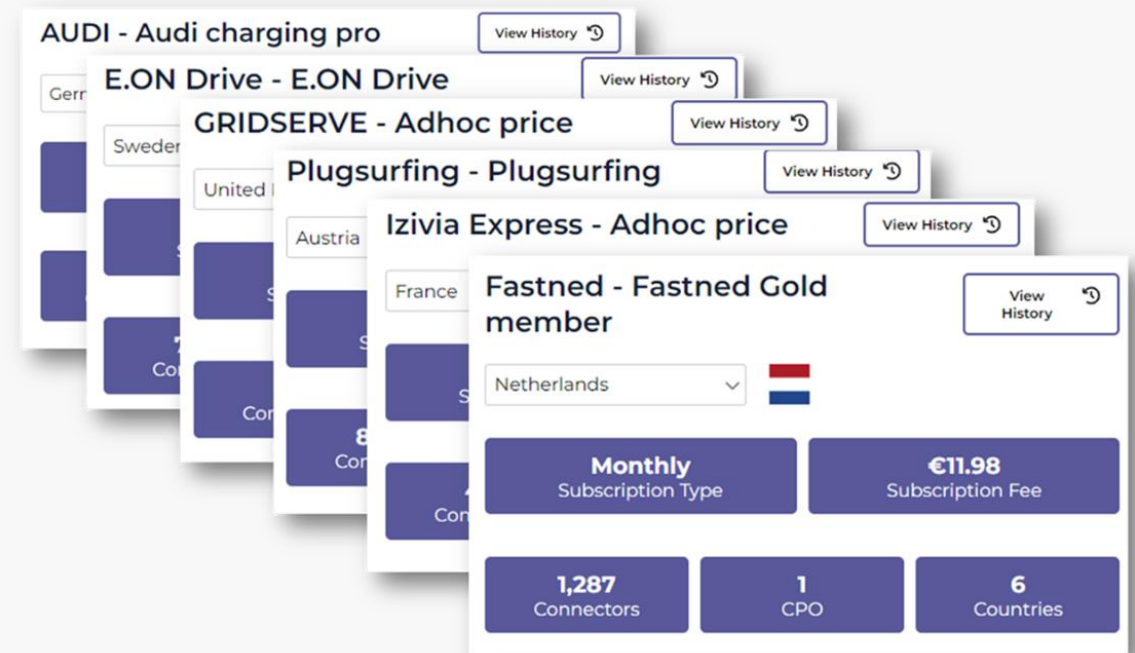 AUDI - Audi charging pro
View History
E.ON Drive - E.ON Drive
View History
GRIDSERVE - Adhoc price
View History
Sweden
Plugsurfing - Plugsurfing
View History
United
Austria
Izivia Express - Adhoc price
View History
France
Fastned - Fastned Gold
member
View
History
Netherlands
Monthly
Subscription Type
€11.98
Subscription Fee
1,287
Connectors
1
CPO
6
Countries